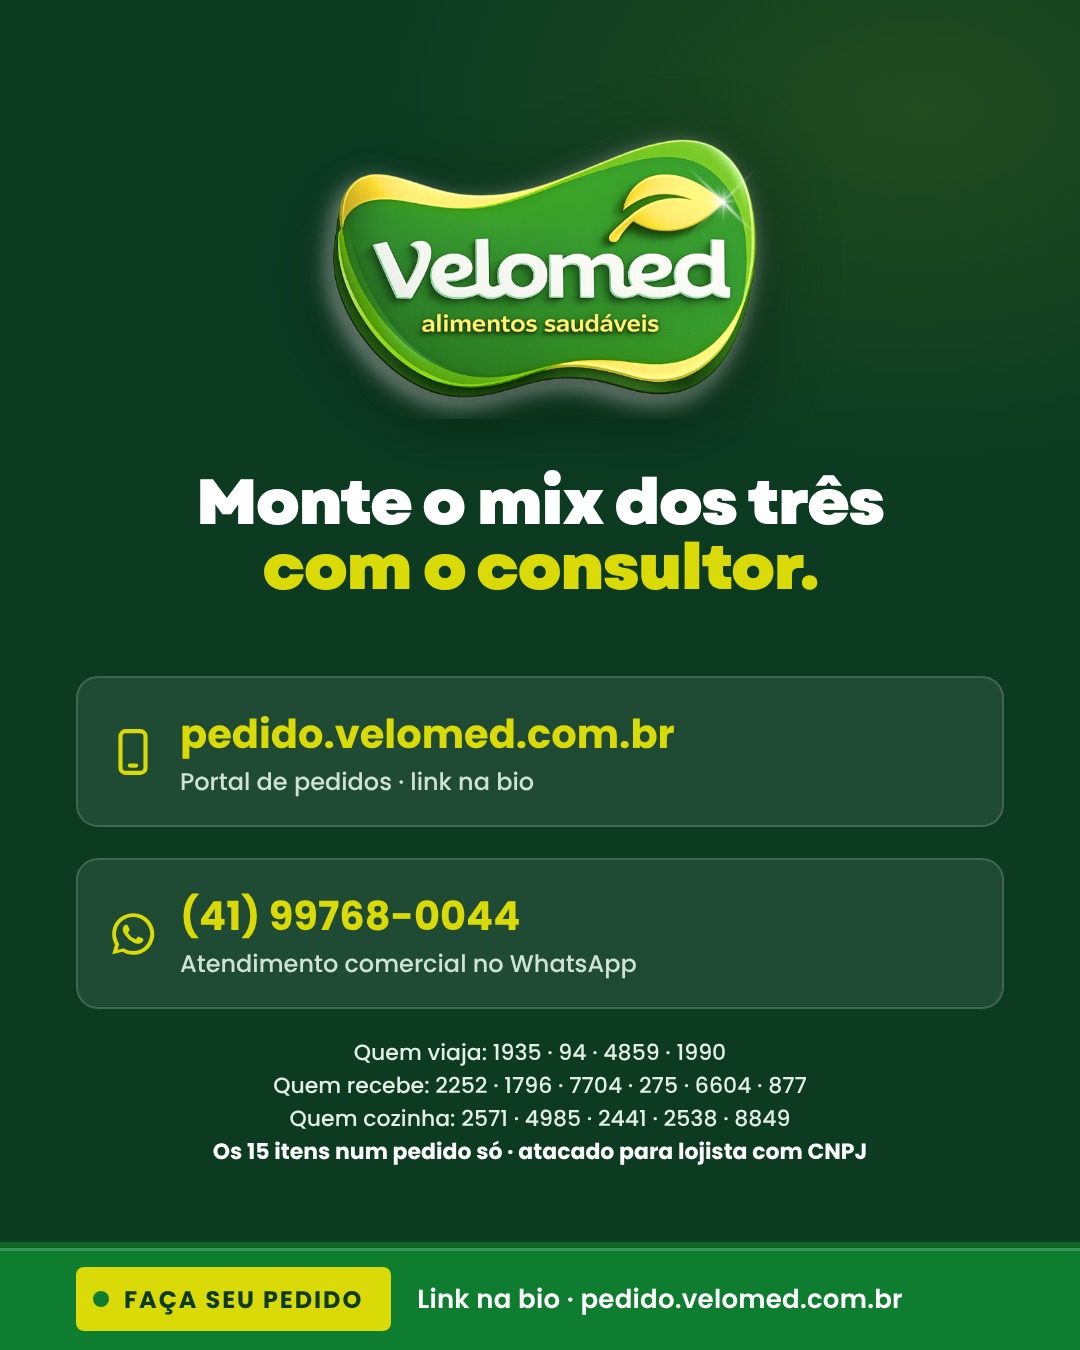 Velomed
alimentos saudáveis
Monte o mix dos três
com o consultor.
pedido.velomed.com.br
Portal de pedidos · link na bio
(41) 99768-0044
Atendimento comercial no WhatsApp
Quem viaja: 1935 · 94 · 4859 · 1990
Quem recebe: 2252 · 1796 · 7704 · 275 · 6604 · 877
Quem cozinha: 2571 · 4985 · 2441 · 2538 · 8849
Os 15 itens num pedido só · atacado para lojista com CNPJ
FAÇA SEU PEDIDO
Link na bio · pedido.velomed.com.br